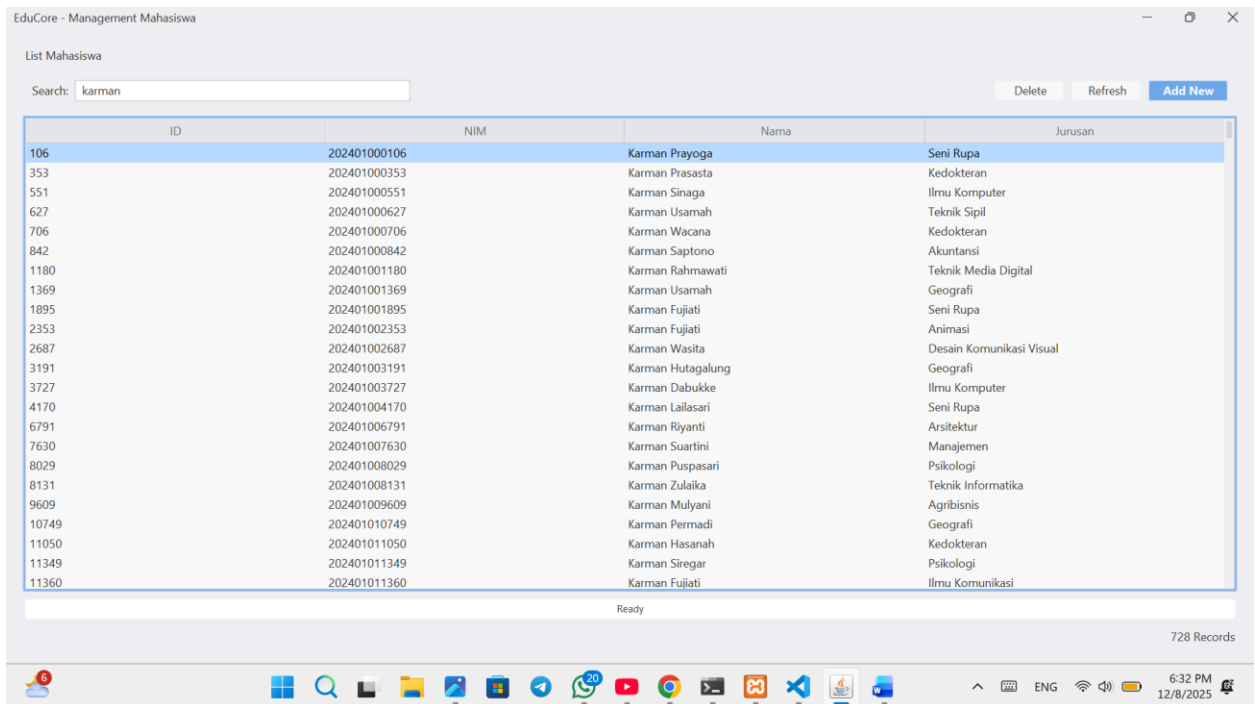 EduCore - Management Mahasiswa
List Mahasiswa
Search: karman Delete Refresh Add New
ID NIM Nama Jurusan
106 202401000106 Karman Prayoga Seni Rupa
353 202401000353 Karman Prasasta Kedokteran
551 202401000551 Karman Sinaga Ilmu Komputer
627 202401000627 Karman Usamah Teknik Sipil
706 202401000706 Karman Wacana Kedokteran
842 202401000842 Karman Saptono Akuntansi
1180 202401001180 Karman Rahmawati Teknik Media Digital
1369 202401001369 Karman Usamah Geografi
1895 202401001895 Karman Fujiati Seni Rupa
2353 202401002353 Karman Fujiati Animasi
2687 202401002687 Karman Wasita Desain Komunikasi Visual
3191 202401003191 Karman Hutagalung Geografi
3727 202401003727 Karman Dabukke Ilmu Komputer
4170 202401004170 Karman Lailasari Seni Rupa
6791 202401006791 Karman Riyanti Arsitektur
7630 202401007630 Karman Suartini Manajemen
8029 202401008029 Karman Puspasari Psikologi
8131 202401008131 Karman Zulaika Teknik Informatika
9609 202401009609 Karman Mulyani Agribisnis
10749 202401010749 Karman Permadi Geografi
11050 202401011050 Karman Hasanah Kedokteran
11349 202401011349 Karman Siregar Psikologi
11360 202401011360 Karman Fujiati Ilmu Komunikasi
Ready
728 Records
6 20 ENG 6:32 PM
12/8/2025